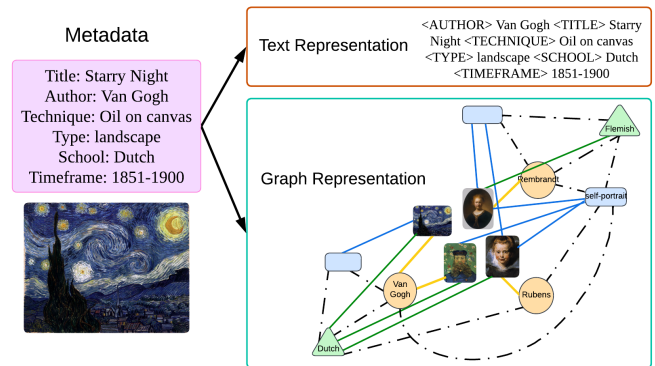 Metadata
Title: Starry Night
Author: Van Gogh
Technique: Oil on canvas
Type: landscape
School: Dutch
Timeframe: 1851-1900
Text Representation
<AUTHOR> Van Gogh <TITLE> Starry
Night <TECHNIQUE> Oil on canvas
<TYPE> landscape <SCHOOL> Dutch
<TIMEFRAME> 1851-1900
Graph Representation
Flemish
Rembrandt
self-portrait
Van
Gogh
Rubens
Dutch